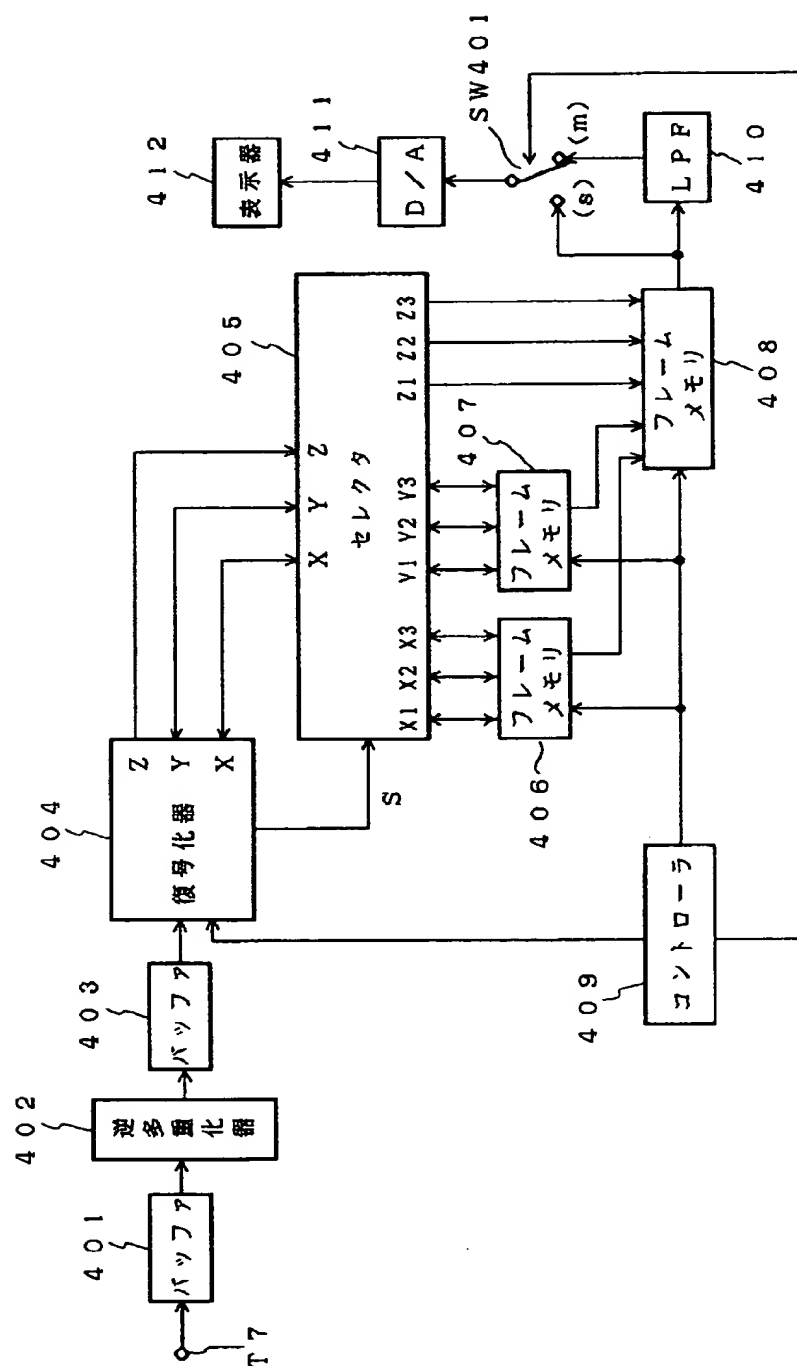 T7
401
バッファ
402
逆多重化器
403
バッファ
404
復号化器
Z
Y
X
S
405
セレクタ
X
Y
Z
X1
X2
X3
Y1
Y2
Y3
Z1
Z2
Z3
406
フレーム
メモリ
407
フレーム
メモリ
408
フレーム
メモリ
409
コントローラ
LPF
410
(s)
(m)
SW401
D/A
411
表示器
412